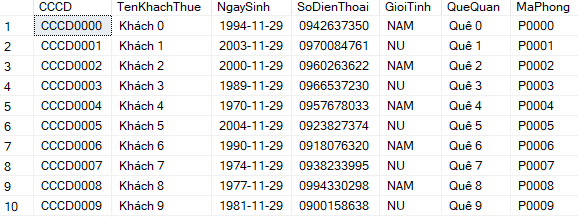 CCCD TenKhachThue NgaySinh SoDienThoai GioiTinh QueQuan MaPhong
1 CCCD0000 Khách 0 1994-11-29 0942637350 NAM Quê 0 P0000
2 CCCD0001 Khách 1 2003-11-29 0970084761 NU Quê 1 P0001
3 CCCD0002 Khách 2 2000-11-29 0960263622 NAM Quê 2 P0002
4 CCCD0003 Khách 3 1989-11-29 0966537230 NU Quê 3 P0003
5 CCCD0004 Khách 4 1970-11-29 0957678033 NAM Quê 4 P0004
6 CCCD0005 Khách 5 2004-11-29 0923827374 NU Quê 5 P0005
7 CCCD0006 Khách 6 1990-11-29 0918076320 NAM Quê 6 P0006
8 CCCD0007 Khách 7 1974-11-29 0938233995 NU Quê 7 P0007
9 CCCD0008 Khách 8 1977-11-29 0994330298 NAM Quê 8 P0008
10 CCCD0009 Khách 9 1981-11-29 0900158638 NU Quê 9 P0009